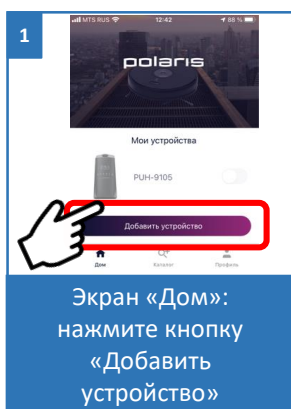 1
MTS RUS 12:42 88 %
polaris
Мои устройства
PUH-9105
Добавить устройство
Дом Каталог Профиль
Экран «Дом»:
нажмите кнопку
«Добавить
устройство»